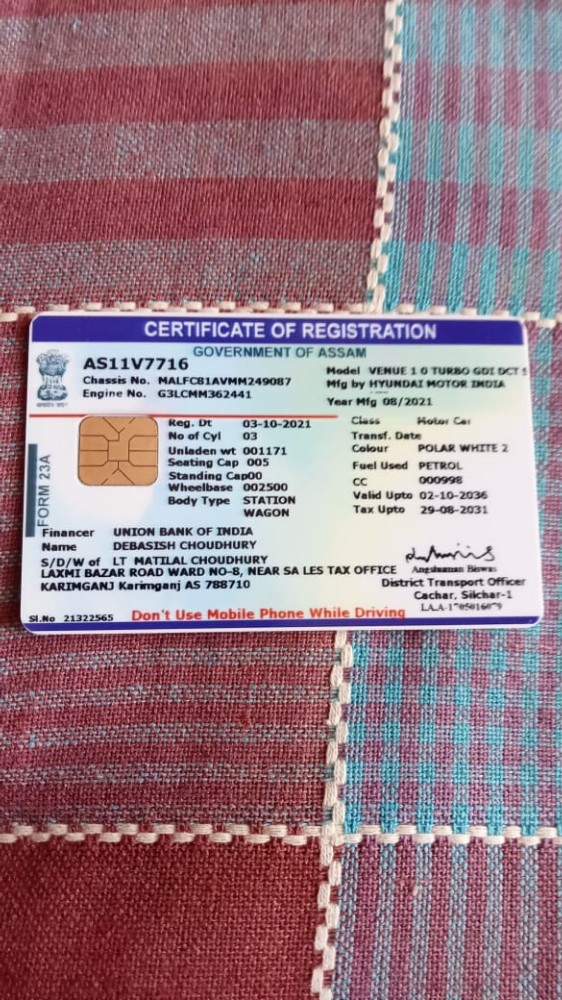 CERTIFICATE OF REGISTRATION
GOVERNMENT OF ASSAM
AS11V7716
Chassis No. MALFC81AVMM249087
Engine No. G3LCMM362441
Model VENUE 1 0 TURBO GDI DCT S
Mfg by HYUNDAI MOTOR INDIA
Year Mfg 08/2021
FORM 23A
Reg. Dt 03-10-2021
No of Cyl 03
Unladen wt 001171
Seating Cap 005
Standing Cap00
Wheelbase 002500
Body Type STATION
WAGON
Class Motor Car
Transf. Date
Colour POLAR WHITE 2
Fuel Used PETROL
CC 000998
Valid Upto 02-10-2036
Tax Upto 29-08-2031
Financer UNION BANK OF INDIA
Name DEBASISH CHOUDHURY
S/D/W of LT MATILAL CHOUDHURY
LAXMI BAZAR ROAD WARD NO-8, NEAR SA LES TAX OFFICE
KARIMGANJ Karimganj AS 788710
Angshuman Biswas
District Transport Officer
Cachar, Silchar-1
Sl.No 21322565
Don't Use Mobile Phone While Driving